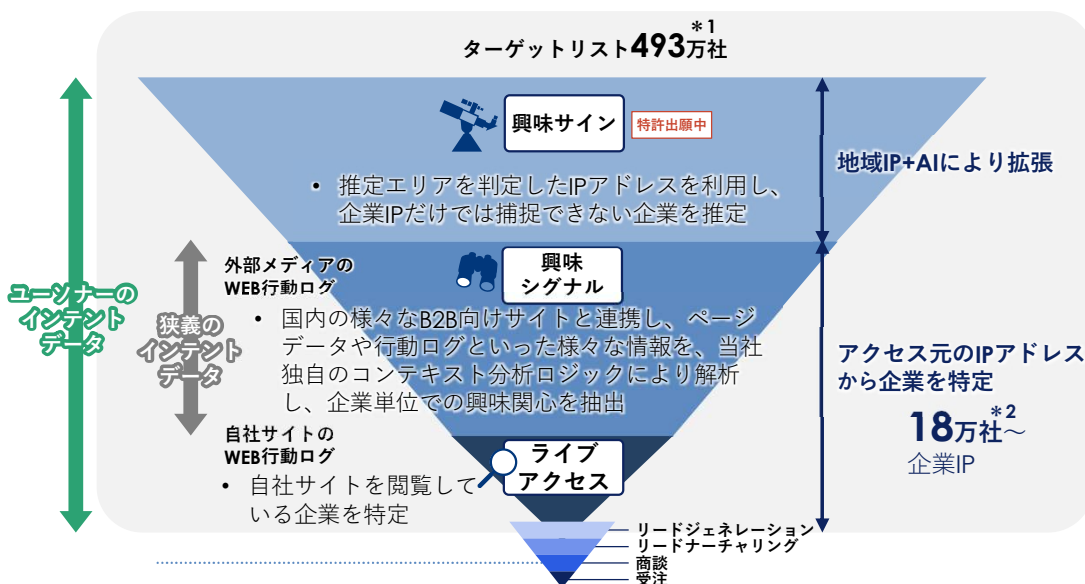 ターゲットリスト493万社＊1
興味サイン
特許出願中
• 推定エリアを判定したIPアドレスを利用し、
企業IPだけでは捕捉できない企業を推定
地域IP+AIにより拡張
ユーソナーの
インテント
データ
狭義の
インテント
データ
外部メディアの
WEB行動ログ
興味
シグナル
• 国内の様々なB2B向けサイトと連携し、ページ
データや行動ログといった様々な情報を、当社
独自のコンテキスト分析ロジックにより解析
し、企業単位での興味関心を抽出
アクセス元のIPアドレス
から企業を特定
18万社＊2～
企業IP
自社サイトの
WEB行動ログ
ライブ
アクセス
• 自社サイトを閲覧して
いる企業を特定
リードジェネレーション
リードナーチャリング
商談
受注